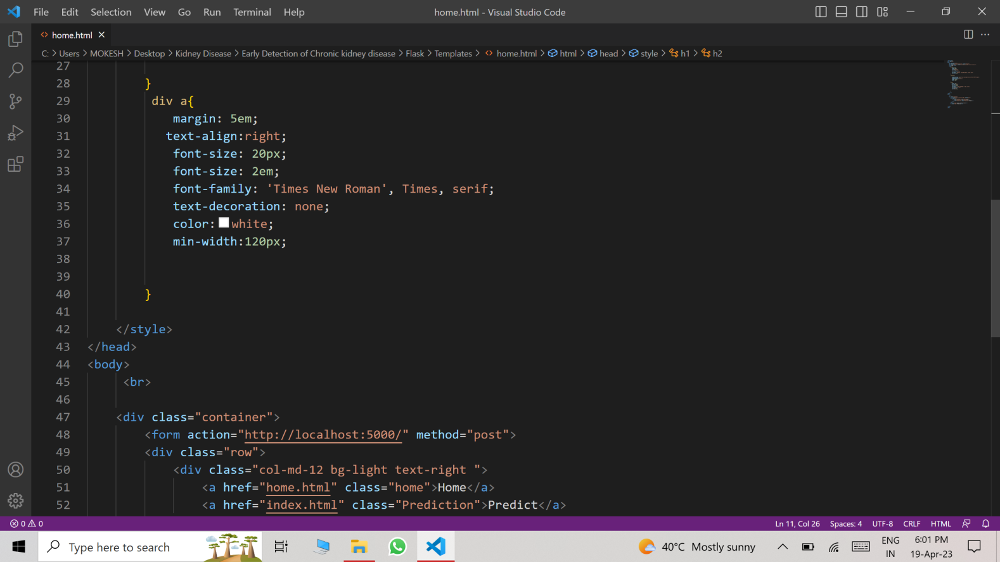 File Edit Selection View Go Run Terminal Help home.html - Visual Studio Code
home.html
C: > Users > MOKESH > Desktop > Kidney Disease > Early Detection of Chronic kidney disease > Flask > Templates > home.html > html > head > style > h1 > h2
27
28 }
29 div a{
30 margin: 5em;
31 text-align:right;
32 font-size: 20px;
33 font-size: 2em;
34 font-family: 'Times New Roman', Times, serif;
35 text-decoration: none;
36 color: white;
37 min-width:120px;
38
39
40 }
41
42 </style>
43 </head>
44 <body>
45 <br>
46
47 <div class="container">
48 <form action="http://localhost:5000/" method="post">
49 <div class="row">
50 <div class="col-md-12 bg-light text-right ">
51 <a href="home.html" class="home">Home</a>
52 <a href="index.html" class="Prediction">Predict</a>
0 0 Ln 11, Col 26 Spaces: 4 UTF-8 CRLF HTML
Type here to search 40°C Mostly sunny ENG IN 6:01 PM 19-Apr-23